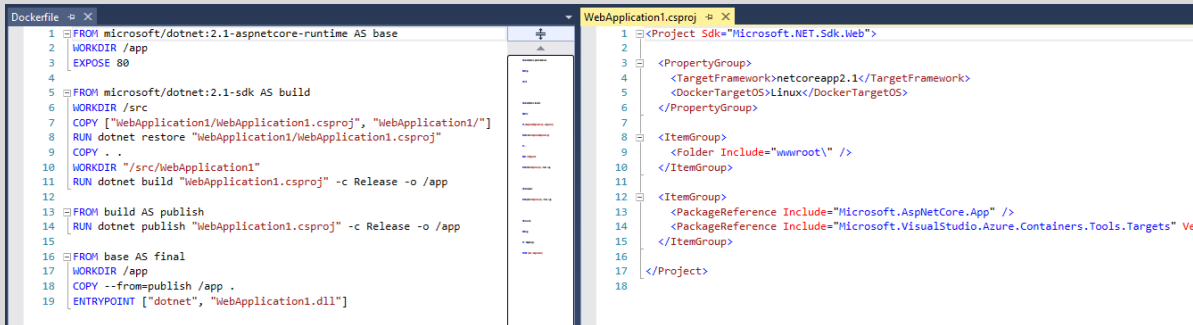 Dockerfile
1 FROM microsoft/dotnet:2.1-aspnetcore-runtime AS base
2 WORKDIR /app
3 EXPOSE 80
4
5 FROM microsoft/dotnet:2.1-sdk AS build
6 WORKDIR /src
7 COPY ["WebApplication1/WebApplication1.csproj", "WebApplication1/"]
8 RUN dotnet restore "WebApplication1/WebApplication1.csproj"
9 COPY . .
10 WORKDIR "/src/WebApplication1"
11 RUN dotnet build "WebApplication1.csproj" -c Release -o /app
12
13 FROM build AS publish
14 RUN dotnet publish "WebApplication1.csproj" -c Release -o /app
15
16 FROM base AS final
17 WORKDIR /app
18 COPY --from=publish /app .
19 ENTRYPOINT ["dotnet", "WebApplication1.dll"]
WebApplication1.csproj
1 <Project Sdk="Microsoft.NET.Sdk.Web">
2
3 <PropertyGroup>
4 <TargetFramework>netcoreapp2.1</TargetFramework>
5 <DockerTargetOS>Linux</DockerTargetOS>
6 </PropertyGroup>
7
8 <ItemGroup>
9 <Folder Include="wwwroot\" />
10 </ItemGroup>
11
12 <ItemGroup>
13 <PackageReference Include="Microsoft.AspNetCore.App" />
14 <PackageReference Include="Microsoft.VisualStudio.Azure.Containers.Tools.Targets" Ve
15 </ItemGroup>
16
17 </Project>
18